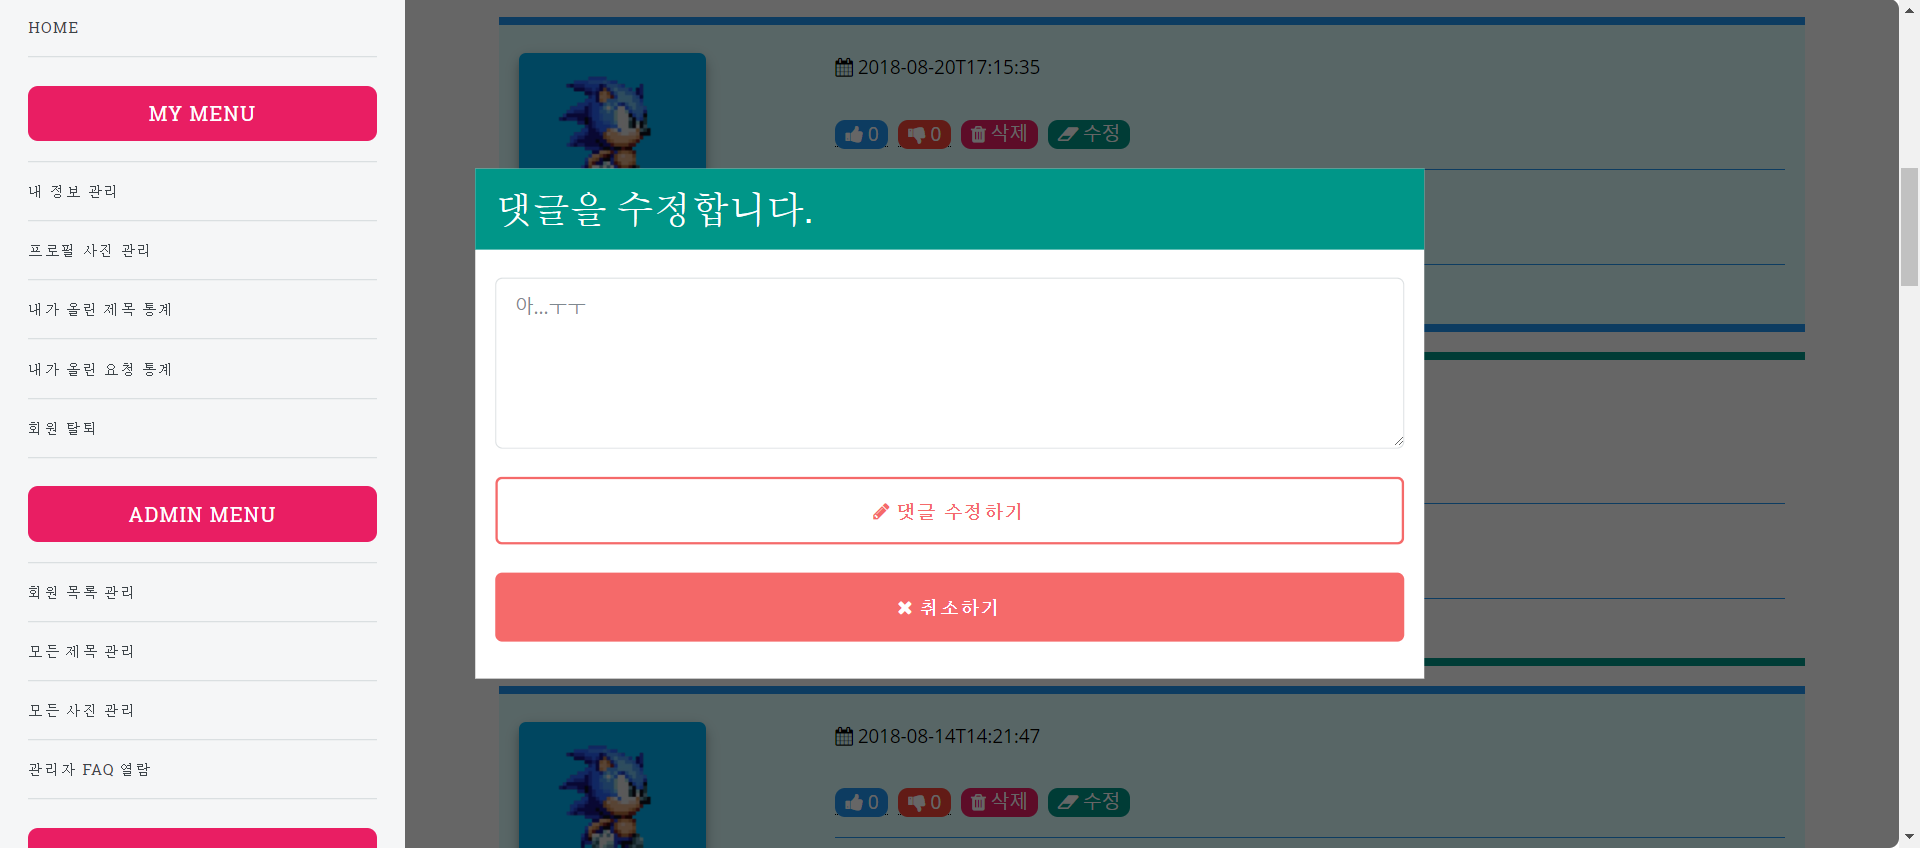 HOME
MY MENU
내 정보 관리
프로필 사진 관리
내가 올린 제목 통계
내가 올린 요청 통계
회원 탈퇴
ADMIN MENU
회원 목록 관리
모든 제목 관리
모든 사진 관리
관리자 FAQ 열람
2018-08-20T17:15:35
0 0 삭제 수정
댓글을 수정합니다.
아...ㅜㅜ
댓글 수정하기
취소하기
2018-08-14T14:21:47
0 0 삭제 수정